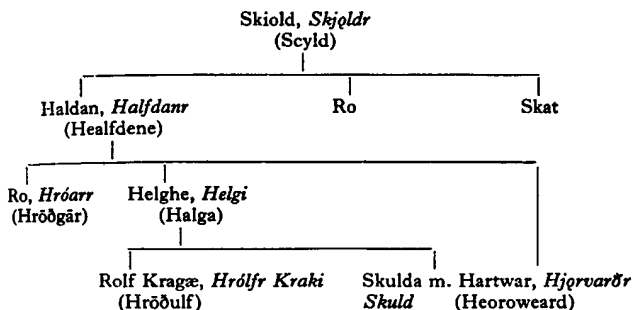 Skiold, Skjǫldr
(Scyld)
Haldan, Halfdanr Ro Skat
(Healfdene)
Ro, Hróarr Helghe, Helgi
(Hrōðgār) (Halga)
Rolf Kragæ, Hrólfr Kraki Skulda m. Hartwar, Hjǫrvarðr
(Hrōðulf) Skuld (Heoroweard)